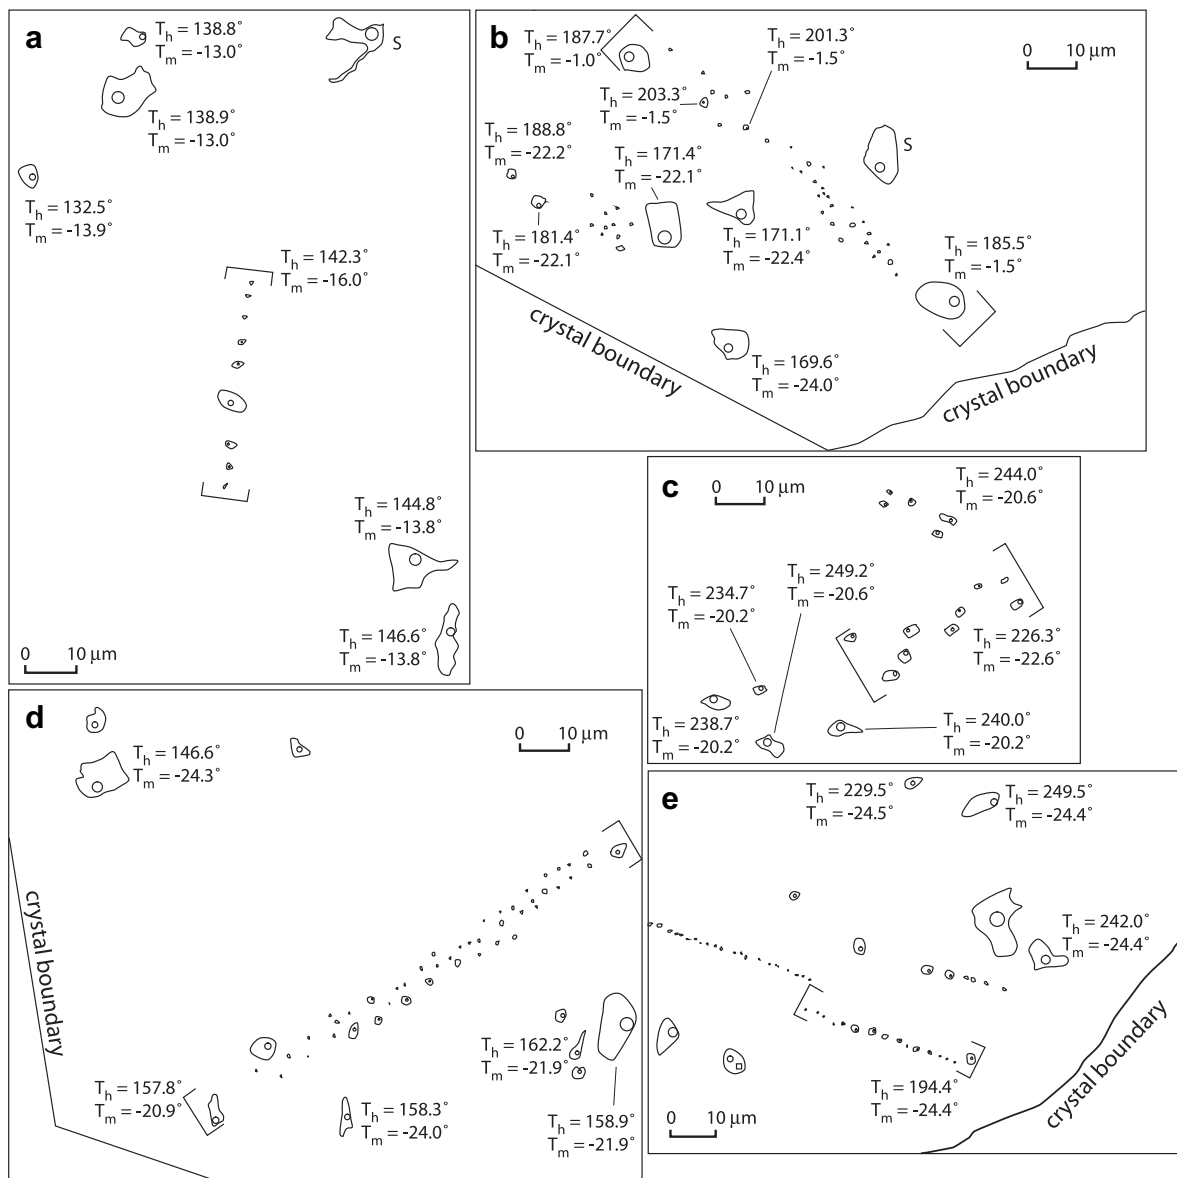 a
T_h = 138.8°
T_m = -13.0°
S
T_h = 138.9°
T_m = -13.0°
T_h = 132.5°
T_m = -13.9°
T_h = 142.3°
T_m = -16.0°
T_h = 144.8°
T_m = -13.8°
T_h = 146.6°
T_m = -13.8°
0 10 µm
b
T_h = 187.7°
T_m = -1.0°
T_h = 201.3°
T_m = -1.5°
0 10 µm
T_h = 203.3°
T_m = -1.5°
T_h = 188.8°
T_m = -22.2°
T_h = 171.4°
T_m = -22.1°
S
T_h = 181.4°
T_m = -22.1°
T_h = 171.1°
T_m = -22.4°
T_h = 185.5°
T_m = -1.5°
T_h = 169.6°
T_m = -24.0°
crystal boundary
crystal boundary
c
0 10 µm
T_h = 244.0°
T_m = -20.6°
T_h = 249.2°
T_m = -20.6°
T_h = 234.7°
T_m = -20.2°
T_h = 226.3°
T_m = -22.6°
T_h = 238.7°
T_m = -20.2°
T_h = 240.0°
T_m = -20.2°
d
0 10 µm
T_h = 146.6°
T_m = -24.3°
crystal boundary
T_h = 162.2°
T_m = -21.9°
T_h = 157.8°
T_m = -20.9°
T_h = 158.3°
T_m = -24.0°
T_h = 158.9°
T_m = -21.9°
e
T_h = 229.5°
T_m = -24.5°
T_h = 249.5°
T_m = -24.4°
T_h = 242.0°
T_m = -24.4°
T_h = 194.4°
T_m = -24.4°
0 10 µm
crystal boundary